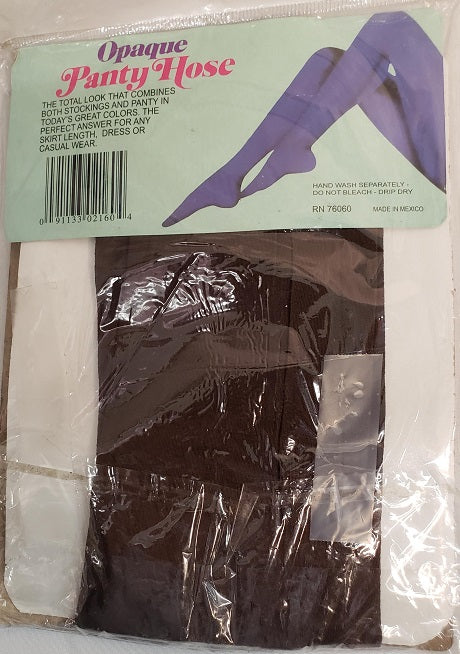 Opaque
Panty Hose
THE TOTAL LOOK THAT COMBINES
BOTH STOCKINGS AND PANTY IN
TODAY'S GREAT COLORS. THE
PERFECT ANSWER FOR ANY
SKIRT LENGTH, DRESS OR
CASUAL WEAR.
0 91133 02160 4
HAND WASH SEPARATELY -
DO NOT BLEACH - DRIP DRY
RN 76060 MADE IN MEXICO